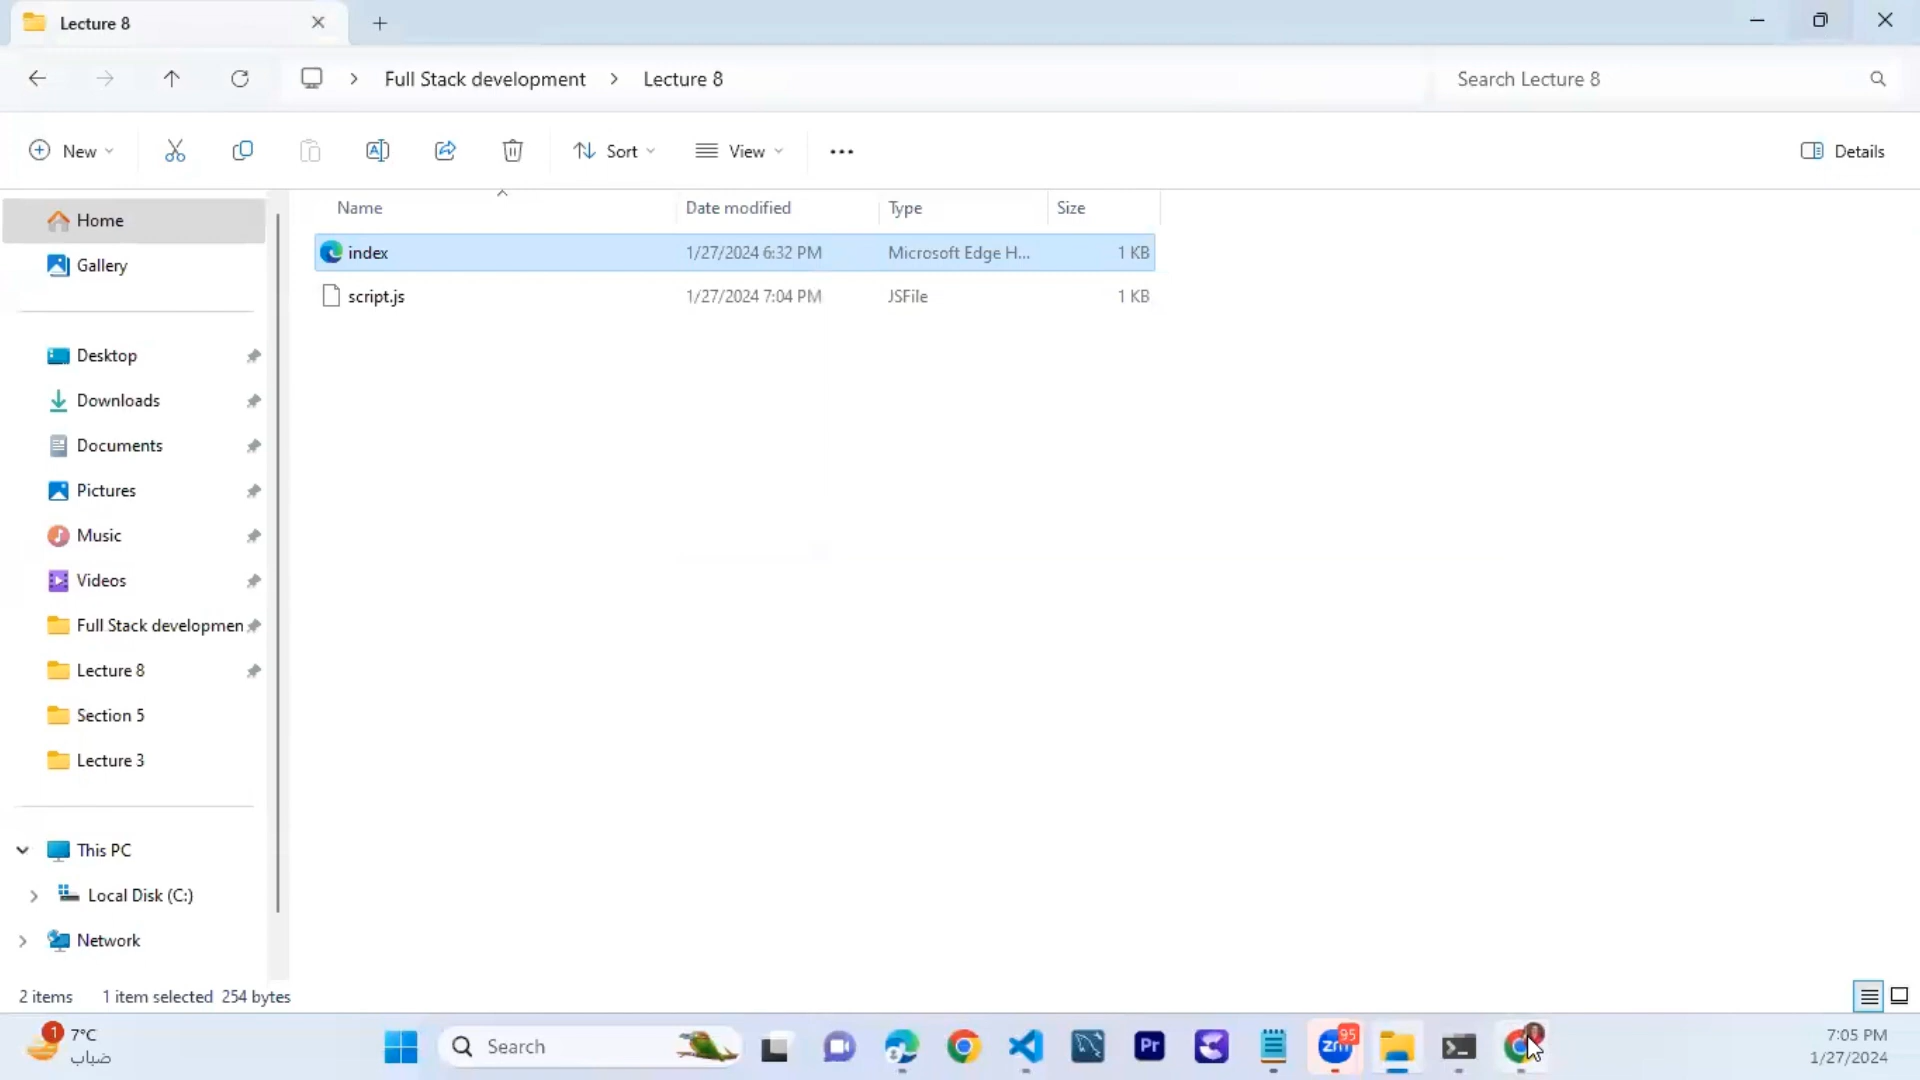 Lecture 8
Full Stack development
Lecture 8
Search Lecture 8
New
Sort
View
Details
Name
Date modified
Type
Size
index
1/27/2024 6:32 PM
Microsoft Edge H...
1 KB
script.js
1/27/2024 7:04 PM
JSFile
1 KB
Home
Gallery
Desktop
Downloads
Documents
Pictures
Music
Videos
Full Stack developmen
Lecture 8
Section 5
Lecture 3
This PC
Local Disk (C:)
Network
2 items
1 item selected
254 bytes
1
7°C
ضباب
Search
Pr
zm
95
7:05 PM
1/27/2024